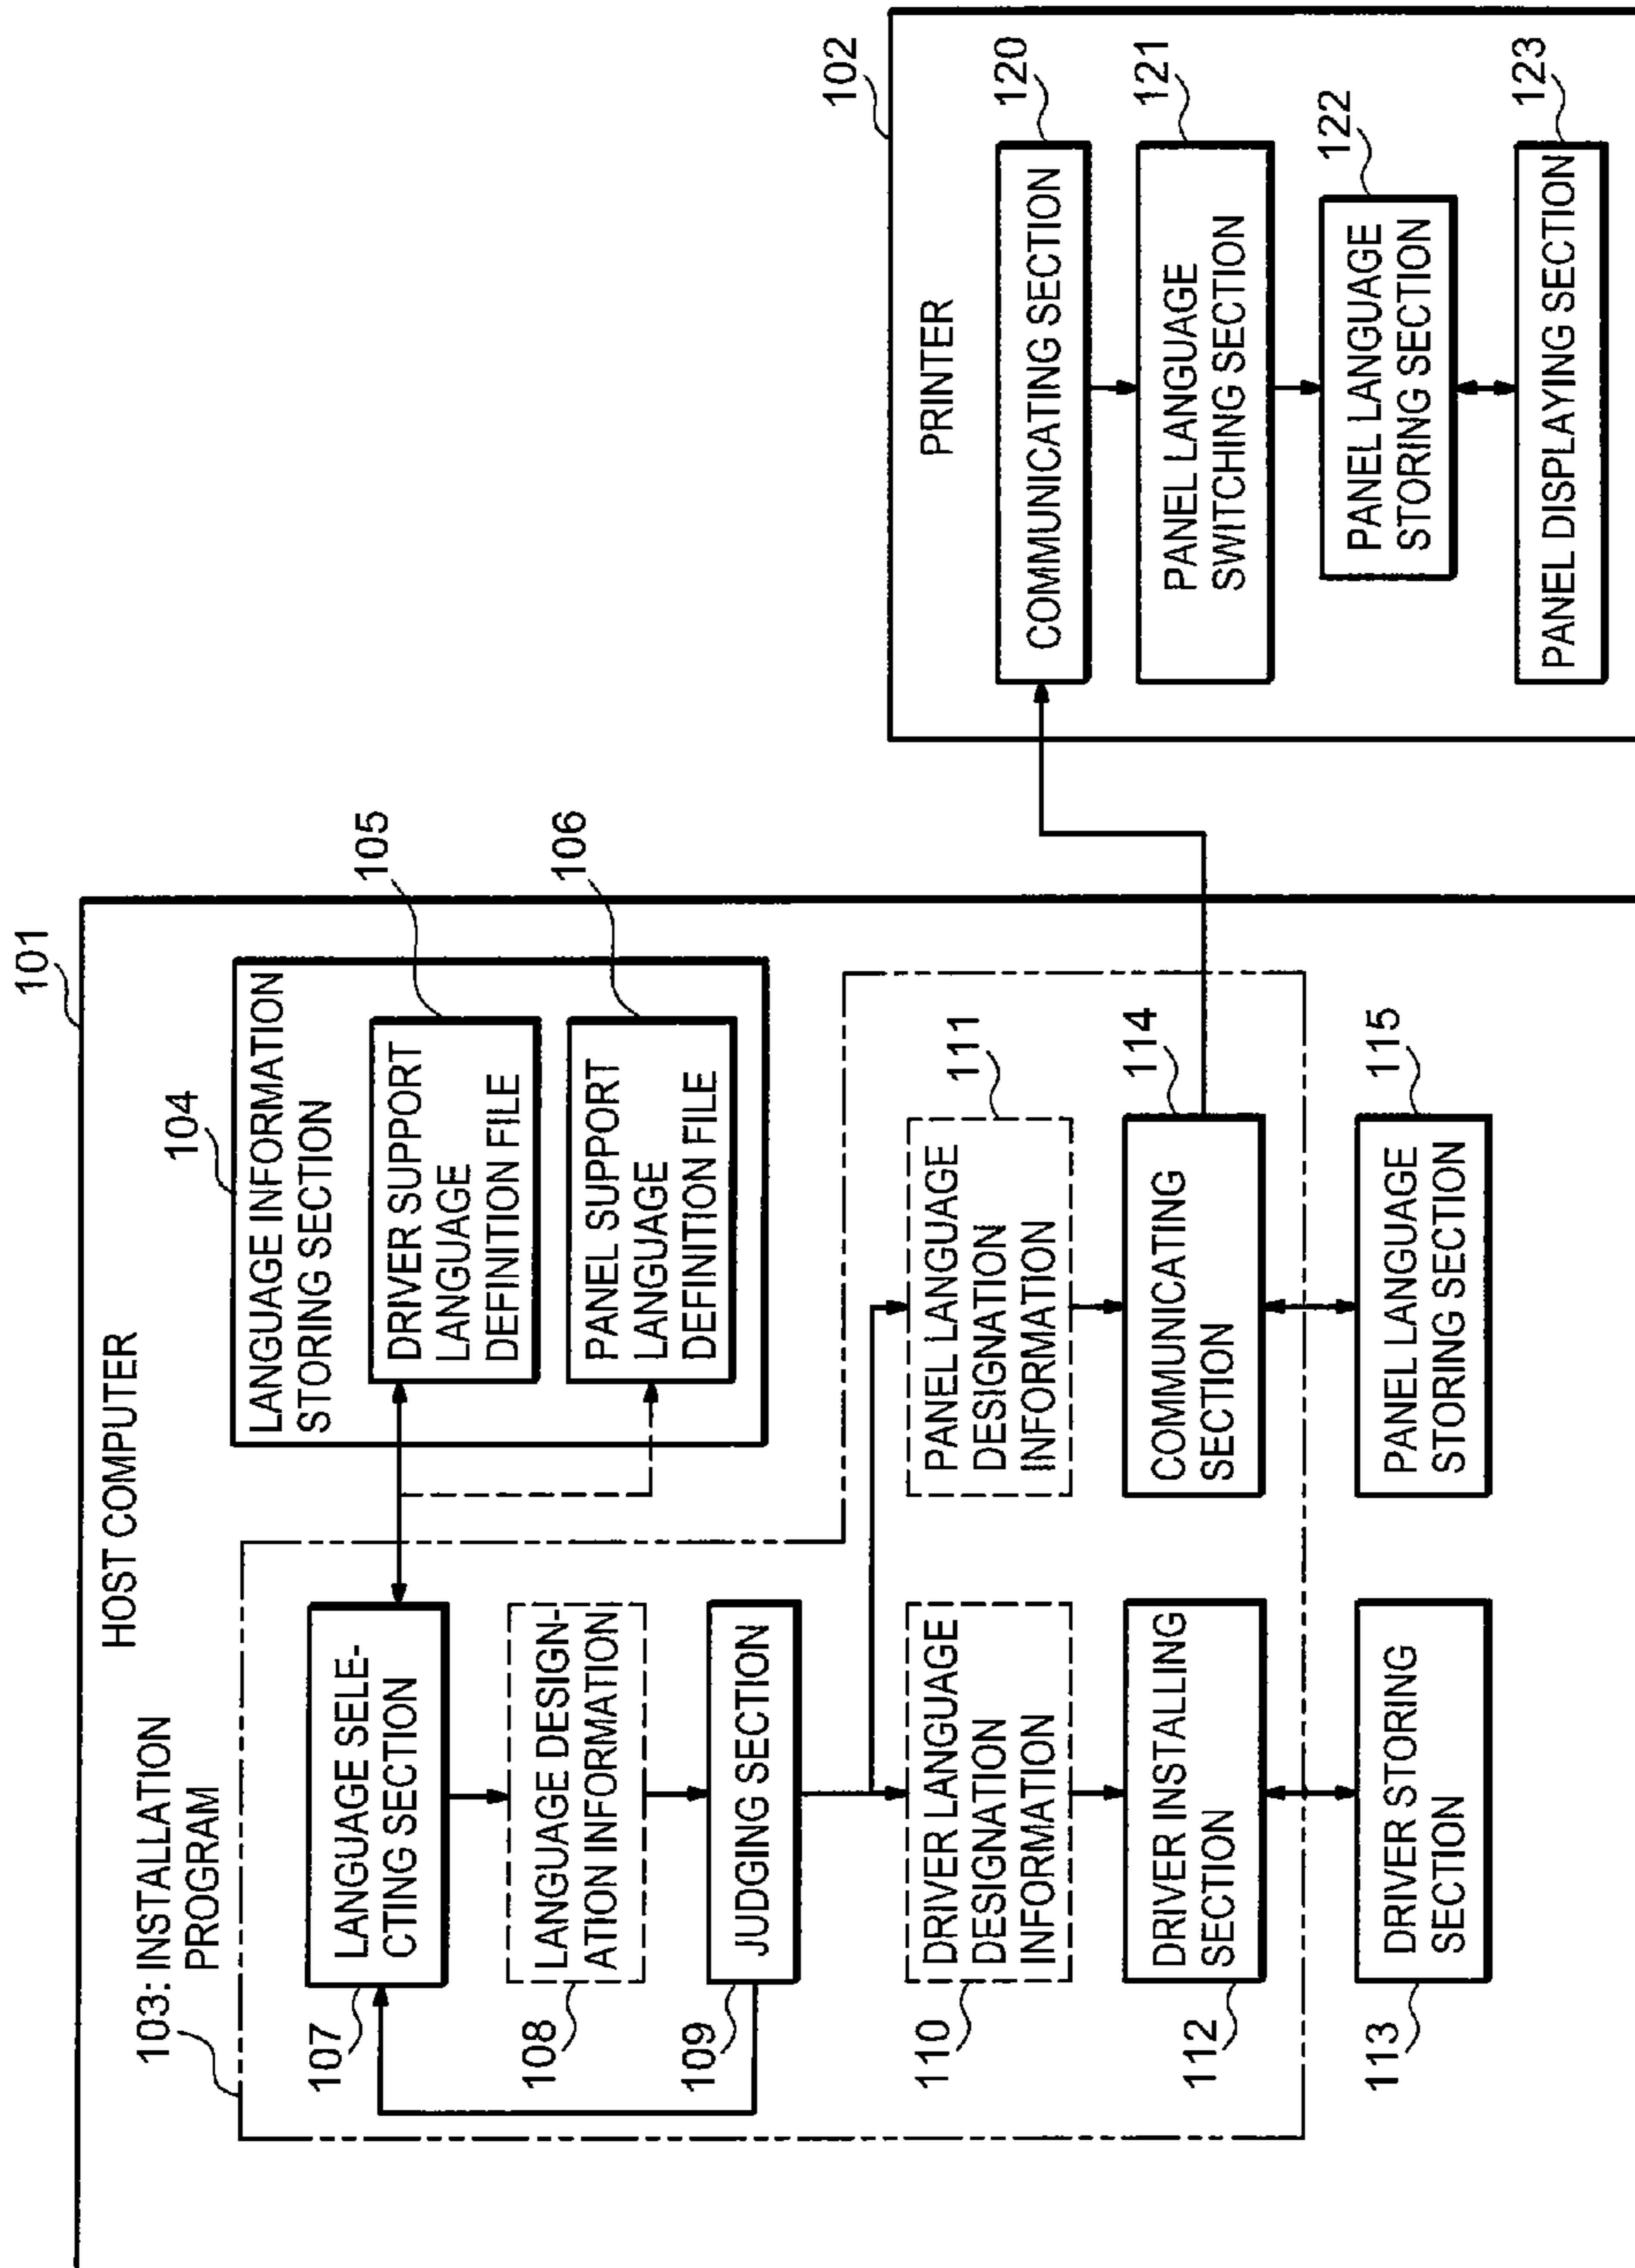 101
HOST COMPUTER
103: INSTALLATION
PROGRAM
104
LANGUAGE INFORMATION
STORING SECTION
105
DRIVER SUPPORT
LANGUAGE
DEFINITION FILE
106
PANEL SUPPORT
LANGUAGE
DEFINITION FILE
107
LANGUAGE SELE-
CTING SECTION
108
LANGUAGE DESIGN-
ATION INFORMATION
109
JUDGING SECTION
110
DRIVER LANGUAGE
DESIGNATION
INFORMATION
111
PANEL LANGUAGE
DESIGNATION
INFORMATION
112
DRIVER INSTALLING
SECTION
114
COMMUNICATING
SECTION
113
DRIVER STORING
SECTION
115
PANEL LANGUAGE
STORING SECTION
102
PRINTER
120
COMMUNICATING SECTION
121
PANEL LANGUAGE
SWITCHING SECTION
122
PANEL LANGUAGE
STORING SECTION
123
PANEL DISPLAYING SECTION